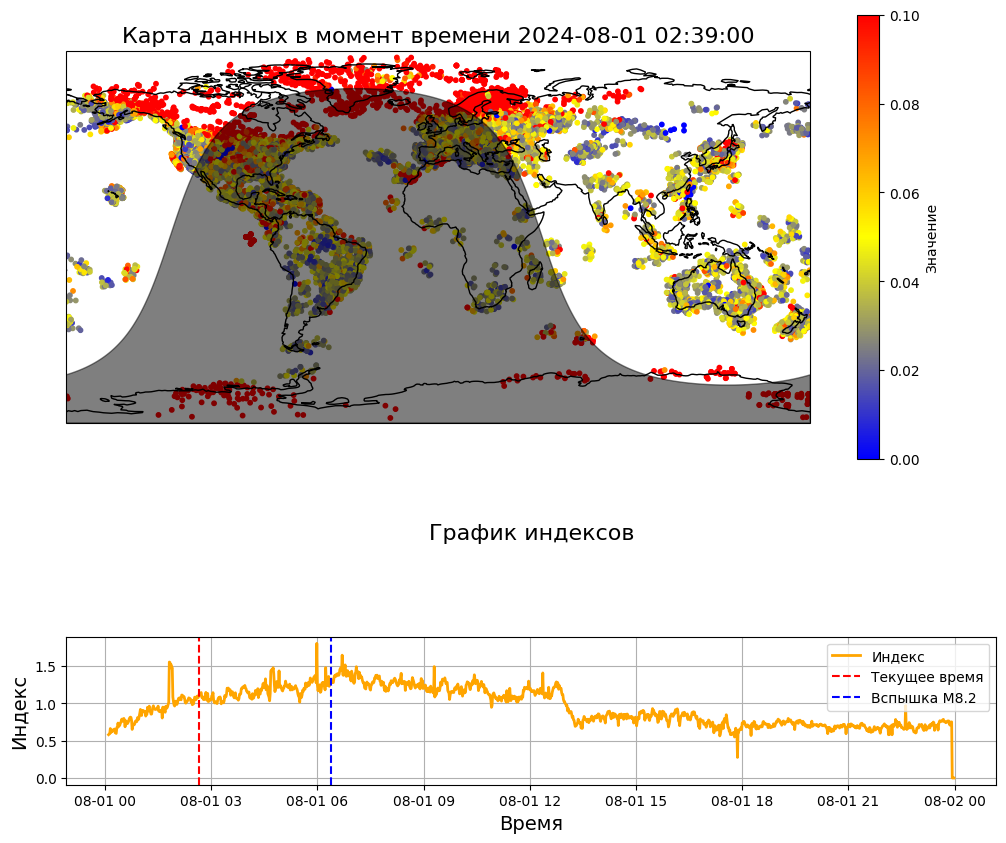 Карта данных в момент времени 2024-08-01 02:39:00
0.10
0.08
0.06
0.04
0.02
0.00
Значение
График индексов
Индекс
1.5
1.0
0.5
0.0
Индекс
Текущее время
Вспышка M8.2
08-01 00
08-01 03
08-01 06
08-01 09
08-01 12
08-01 15
08-01 18
08-01 21
08-02 00
Время